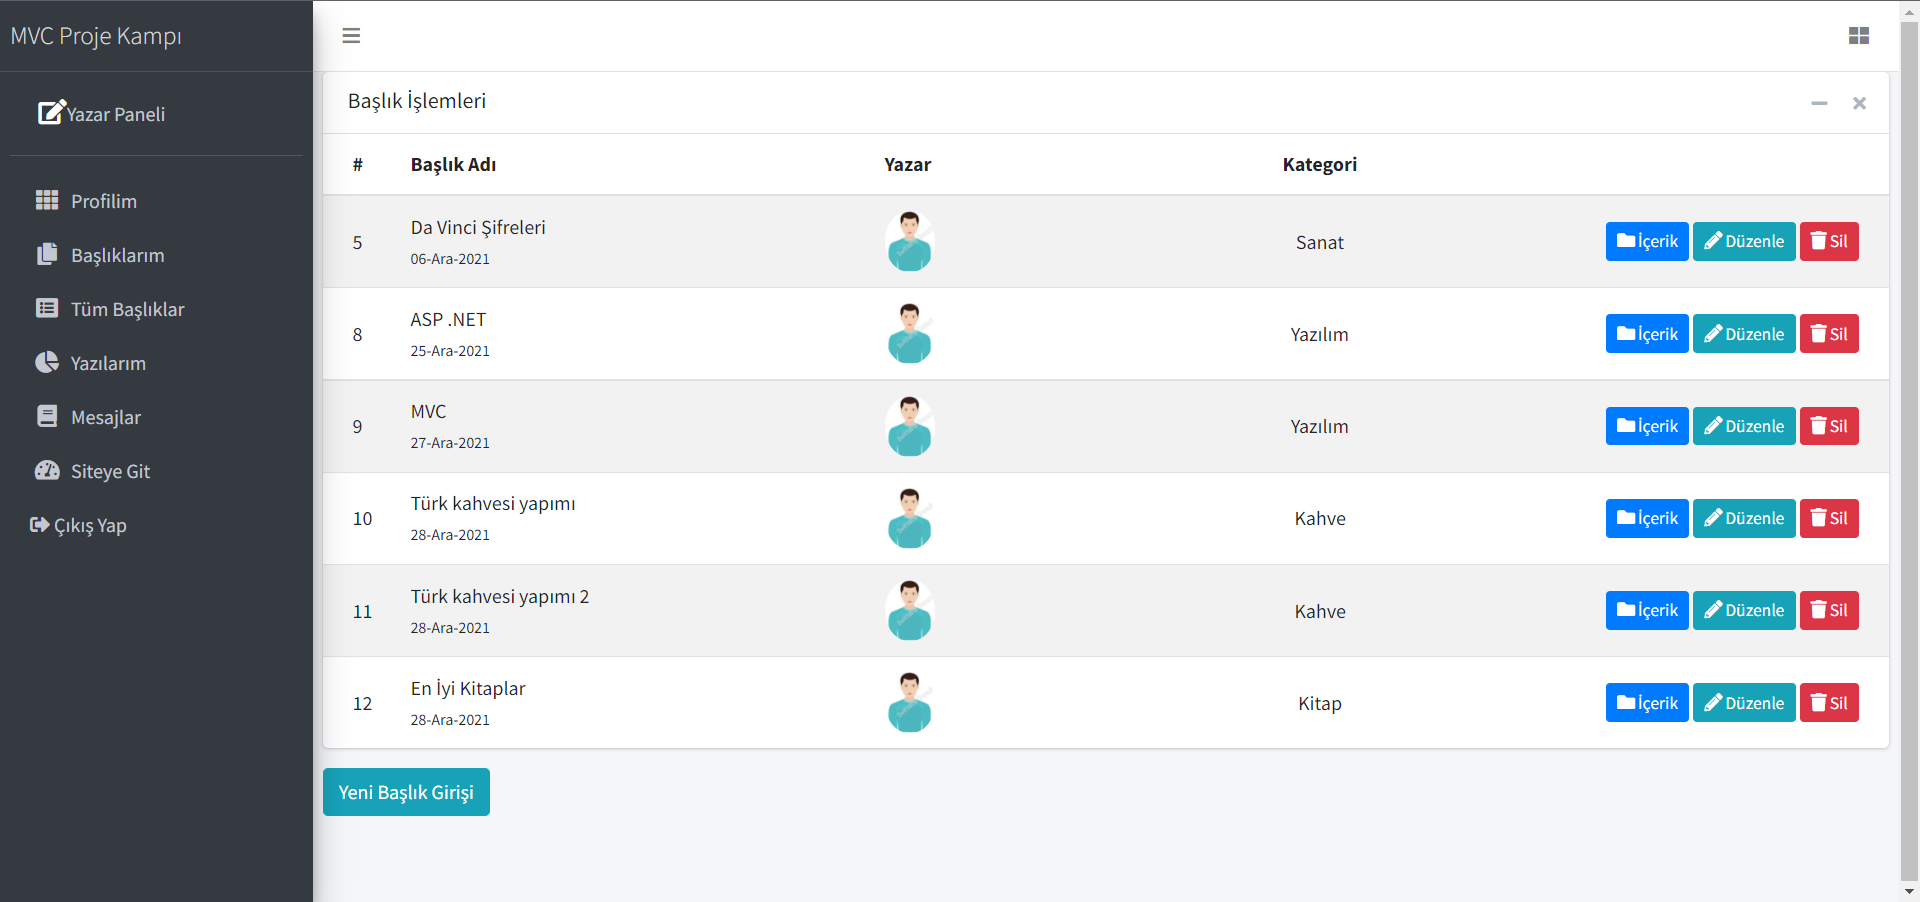 MVC Proje Kampı
Yazar Paneli
Profilim
Başlıklarım
Tüm Başlıklar
Yazılarım
Mesajlar
Siteye Git
Çıkış Yap
Başlık İşlemleri
# Başlık Adı Yazar Kategori
5 Da Vinci Şifreleri Sanat İçerik Düzenle Sil
06-Ara-2021
8 ASP .NET Yazılım İçerik Düzenle Sil
25-Ara-2021
9 MVC Yazılım İçerik Düzenle Sil
27-Ara-2021
10 Türk kahvesi yapımı Kahve İçerik Düzenle Sil
28-Ara-2021
11 Türk kahvesi yapımı 2 Kahve İçerik Düzenle Sil
28-Ara-2021
12 En İyi Kitaplar Kitap İçerik Düzenle Sil
28-Ara-2021
Yeni Başlık Girişi